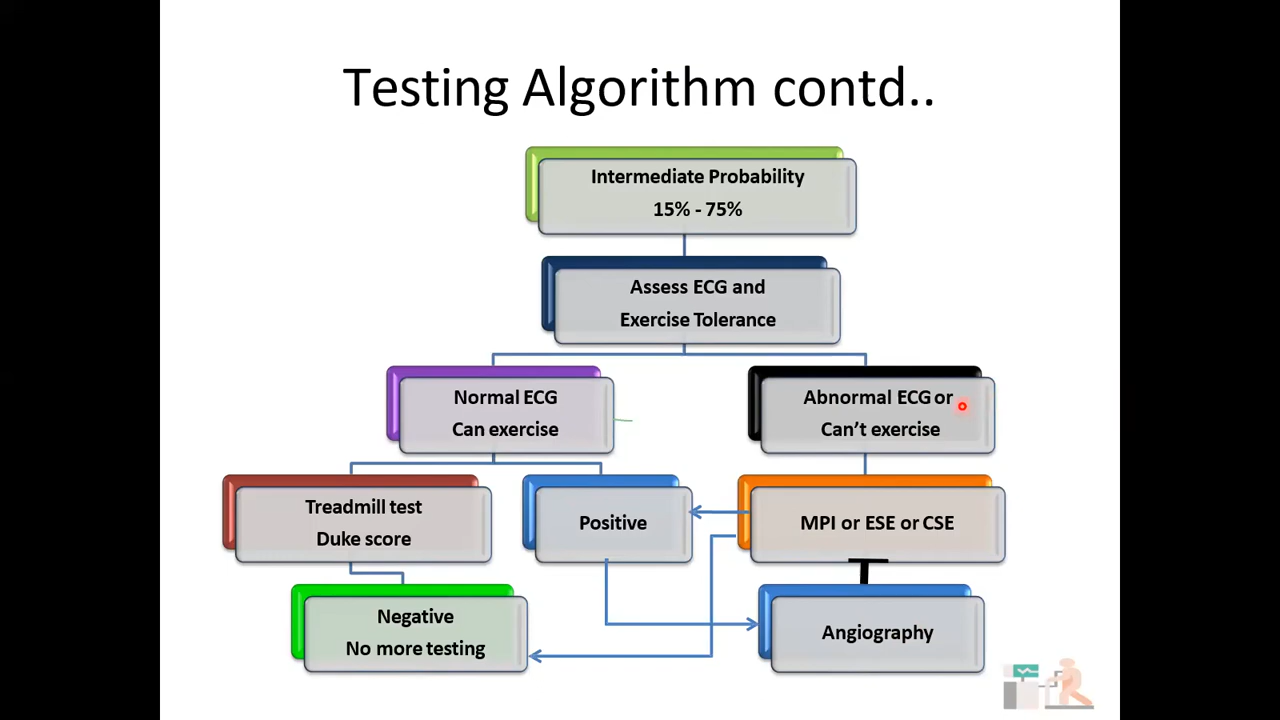 Testing Algorithm contd..
Intermediate Probability
15% - 75%
Assess ECG and
Exercise Tolerance
Normal ECG
Can exercise
Abnormal ECG or
Can’t exercise
Treadmill test
Duke score
Positive
MPI or ESE or CSE
Negative
No more testing
Angiography